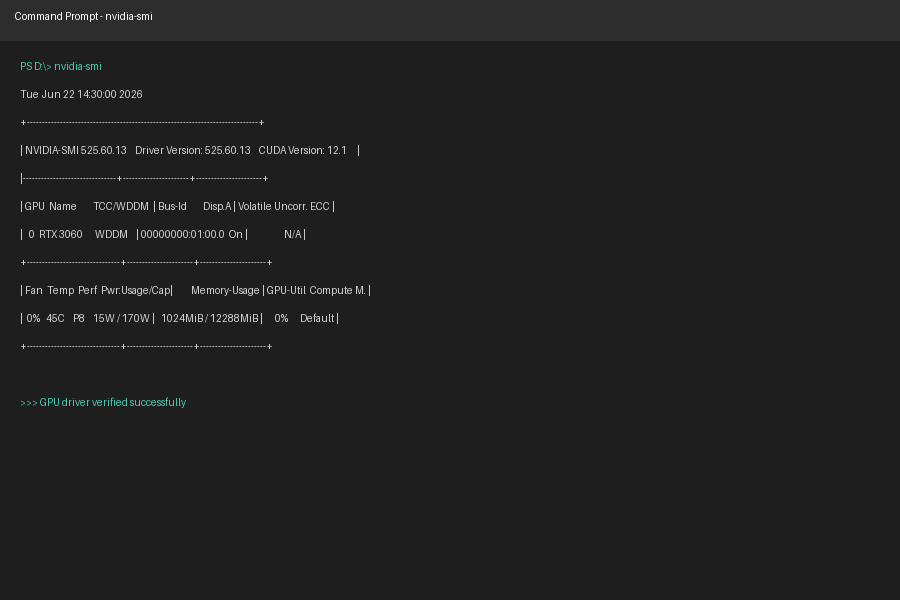 Command Prompt - nvidia-smi
PS D:\> nvidia-smi
Tue Jun 22 14:30:00 2026
+-----------------------------------------------------------------------------+
| NVIDIA-SMI 525.60.13    Driver Version: 525.60.13    CUDA Version: 12.1     |
|-------------------------------+----------------------+----------------------+
| GPU  Name        TCC/WDDM  | Bus-Id        Disp.A | Volatile Uncorr. ECC |
|   0  RTX 3060      WDDM    | 00000000:01:00.0  On |                  N/A |
+-------------------------------+----------------------+----------------------+
| Fan  Temp  Perf  Pwr:Usage/Cap|         Memory-Usage | GPU-Util  Compute M. |
|  0%   45C    P8    15W / 170W |   1024MiB / 12288MiB |      0%      Default |
+-------------------------------+----------------------+----------------------+
>>> GPU driver verified successfully